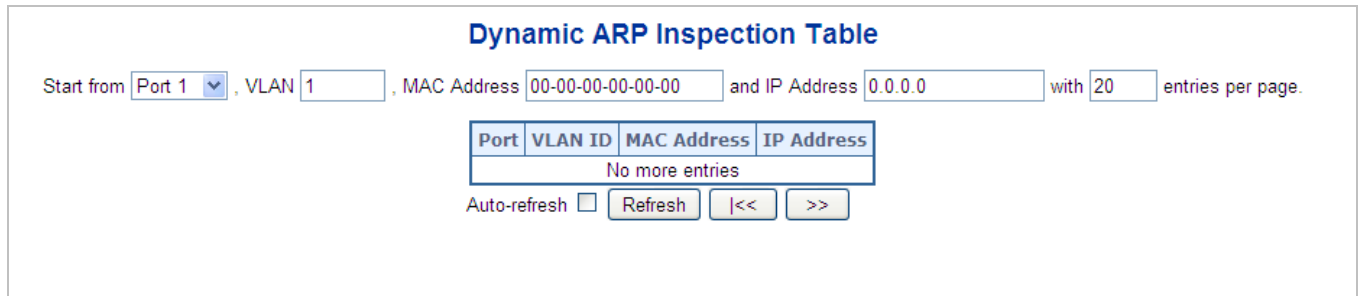 Dynamic ARP Inspection Table
Start from Port 1 , VLAN 1 , MAC Address 00-00-00-00-00-00 and IP Address 0.0.0.0 with 20 entries per page.
Port VLAN ID MAC Address IP Address
No more entries
Auto-refresh Refresh |<< >>